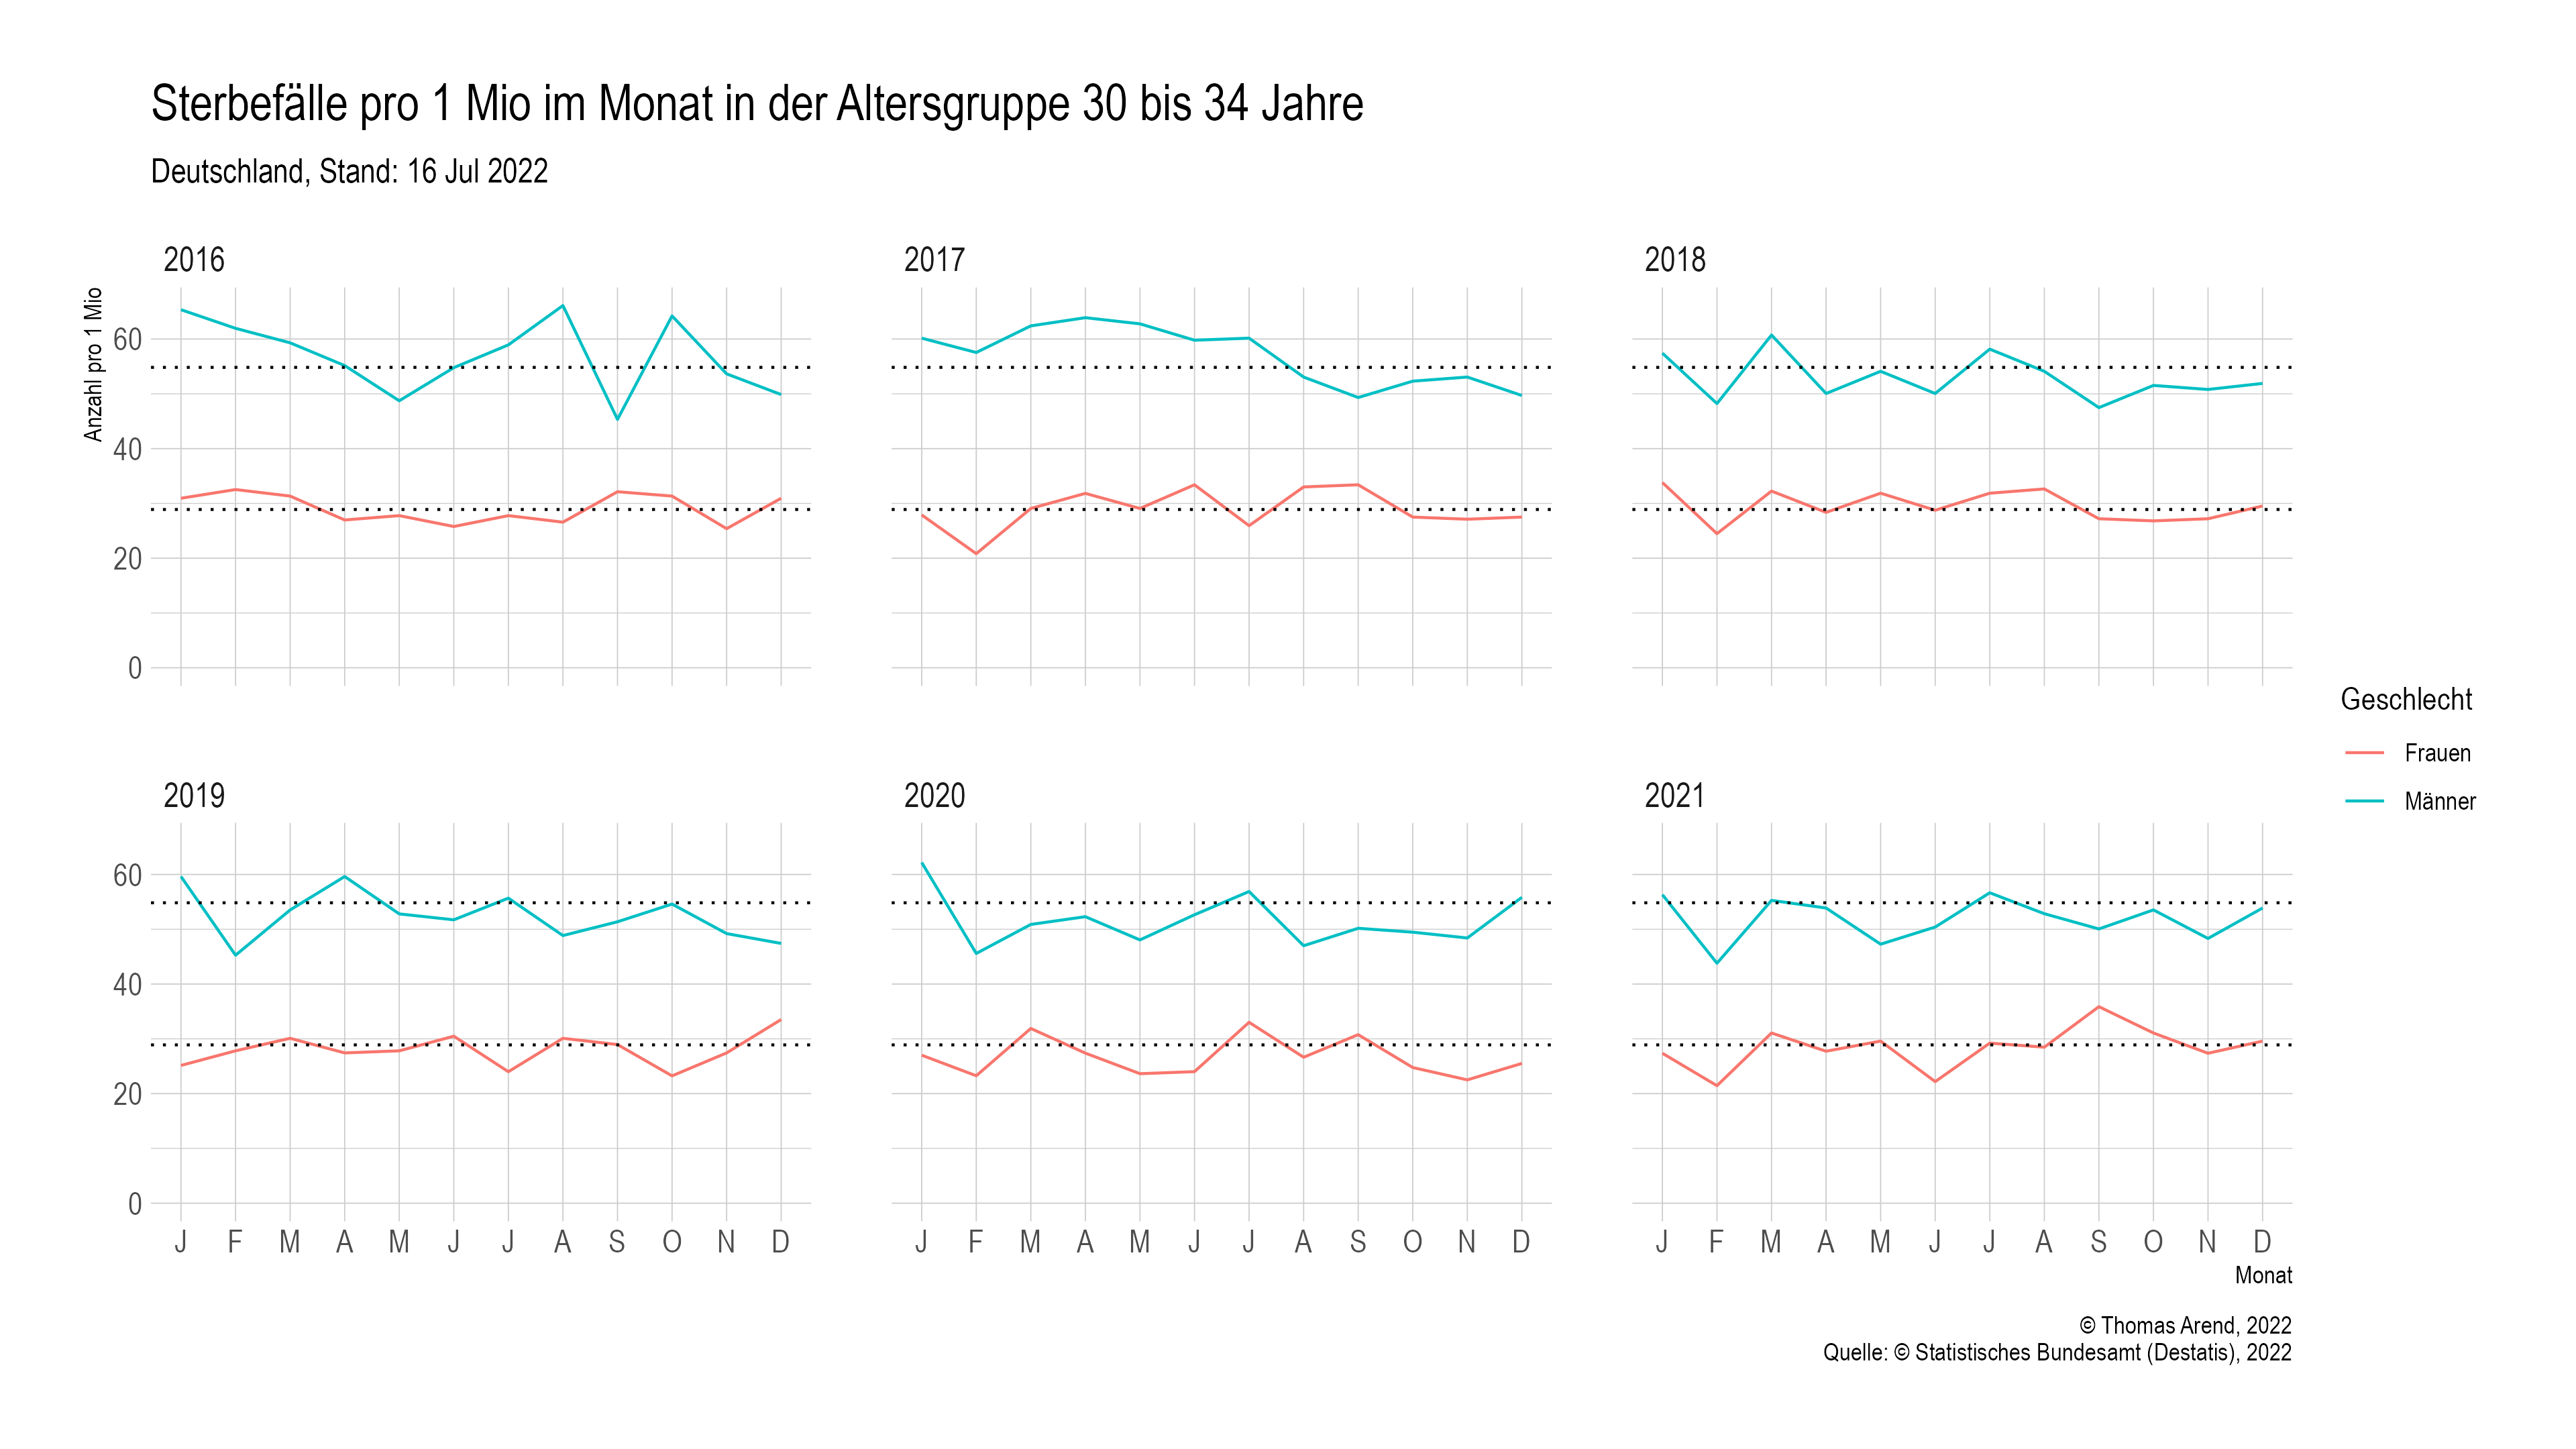 Sterbefälle pro 1 Mio im Monat in der Altersgruppe 30 bis 34 Jahre
Deutschland, Stand: 16 Jul 2022
2016
2017
2018
Anzahl pro 1 Mio
60
40
20
0
2019
2020
2021
60
40
20
0
J F M A M J J A S O N D
J F M A M J J A S O N D
J F M A M J J A S O N D
Monat
Geschlecht
Frauen
Männer
© Thomas Arend, 2022
Quelle: © Statistisches Bundesamt (Destatis), 2022